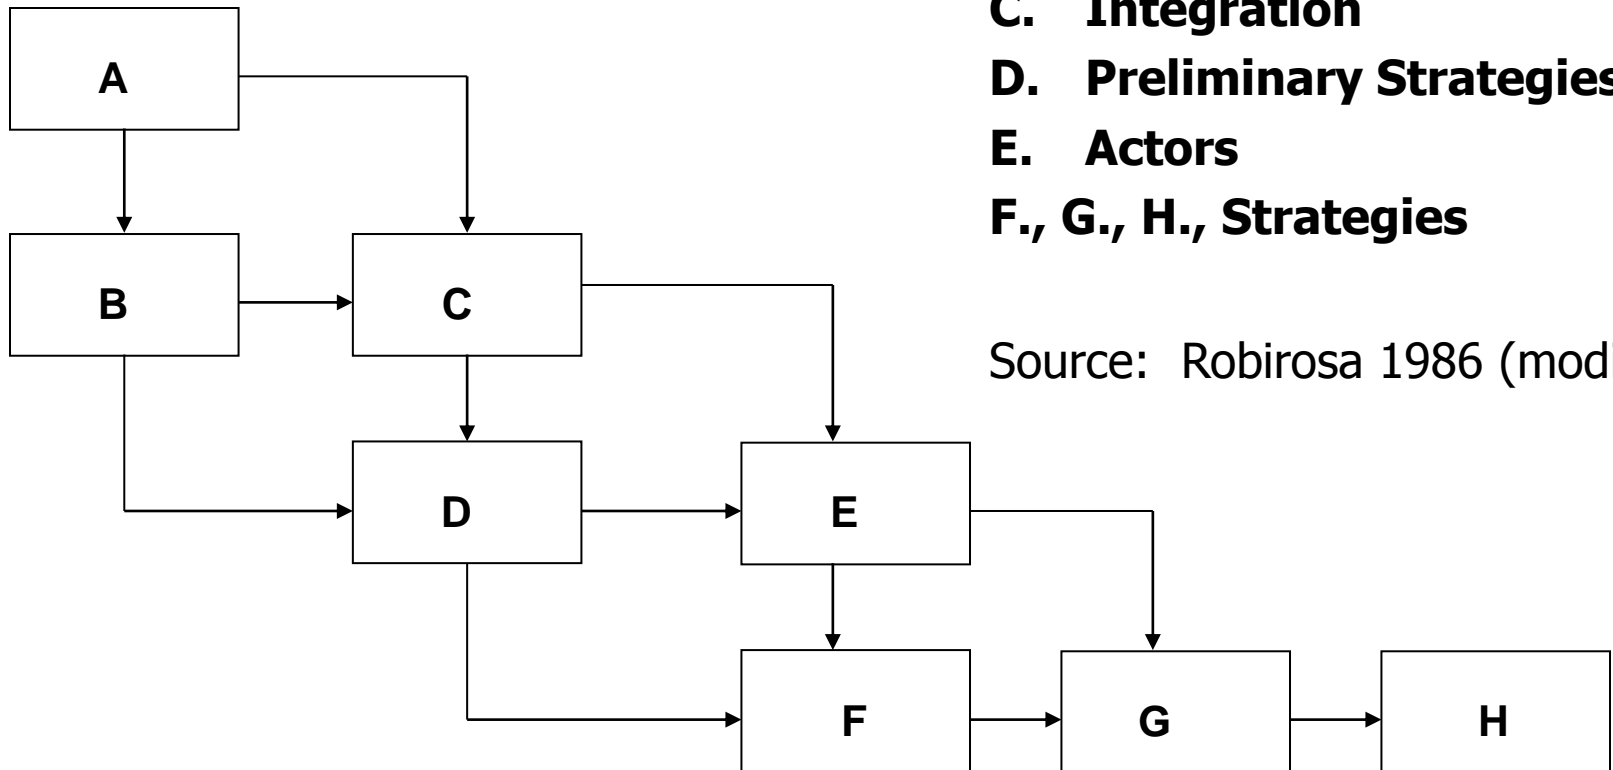 A
B
C
D
E
F
G
H
C. Integration
D. Preliminary Strategies
E. Actors
F., G., H., Strategies
Source: Robirosa 1986